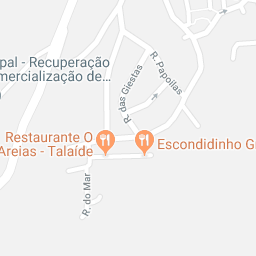 pal - Recuperação
mercialização de...
)
R. das Giestas
R. Papoilas
Restaurante O
Areias - Talaíde
Escondidinho G
R. do Mar